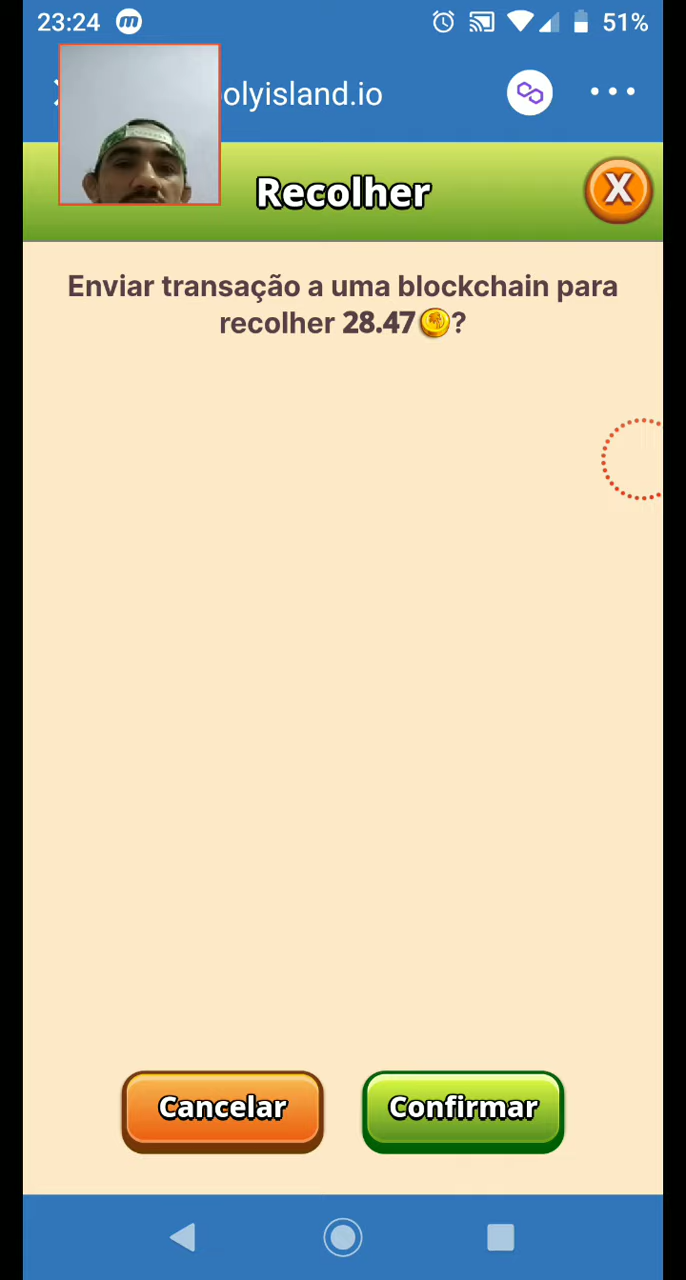 23:24 m 51%
olyisland.io
Recolher X
Enviar transação a uma blockchain para
recolher 28.47?
Cancelar Confirmar